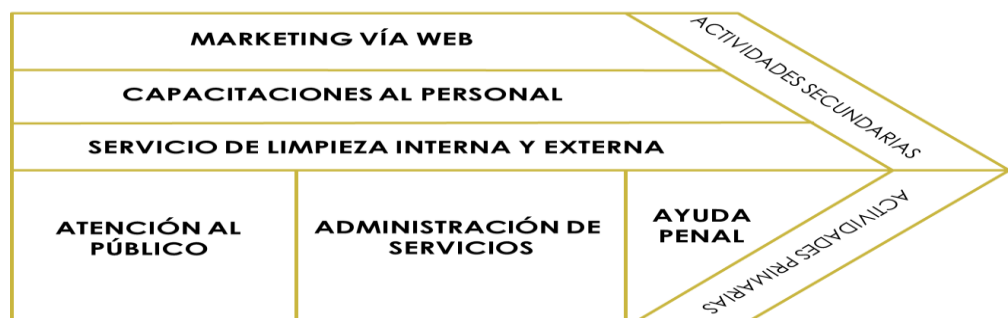 MARKETING VÍA WEB
CAPACITACIONES AL PERSONAL
SERVICIO DE LIMPIEZA INTERNA Y EXTERNA
ACTIVIDADES SECUNDARIAS
ATENCIÓN AL
PÚBLICO
ADMINISTRACIÓN DE
SERVICIOS
AYUDA
PENAL
ACTIVIDADES PRIMARIAS